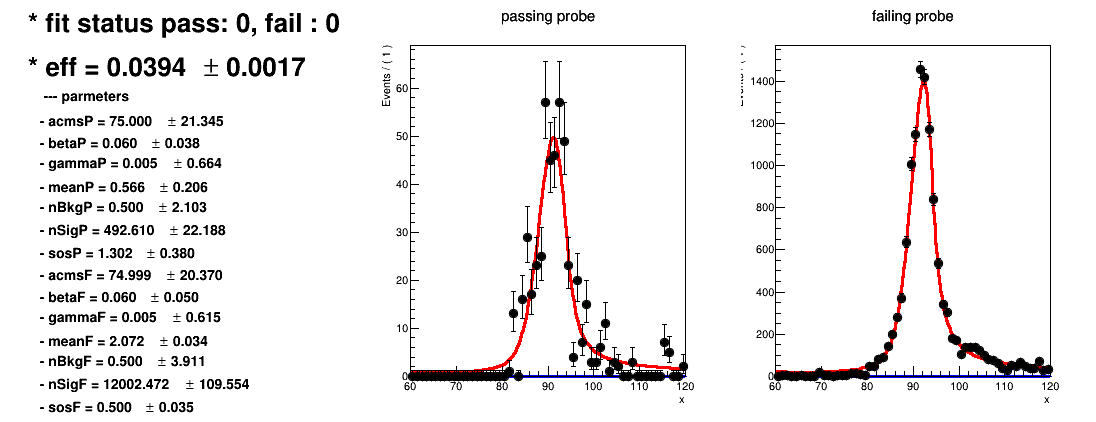 * fit status pass: 0, fail : 0
* eff = 0.0394 ± 0.0017
--- parmeters
- acmsP = 75.000 ± 21.345
- betaP = 0.060 ± 0.038
- gammaP = 0.005 ± 0.664
- meanP = 0.566 ± 0.206
- nBkgP = 0.500 ± 2.103
- nSigP = 492.610 ± 22.188
- sosP = 1.302 ± 0.380
- acmsF = 74.999 ± 20.370
- betaF = 0.060 ± 0.050
- gammaF = 0.005 ± 0.615
- meanF = 2.072 ± 0.034
- nBkgF = 0.500 ± 3.911
- nSigF = 12002.472 ± 109.554
- sosF = 0.500 ± 0.035
passing probe
Events / ( 1 )
60
50
40
30
20
10
0
60 70 80 90 100 110 120
x
failing probe
1400
1200
1000
800
600
400
200
0
60 70 80 90 100 110 120
x